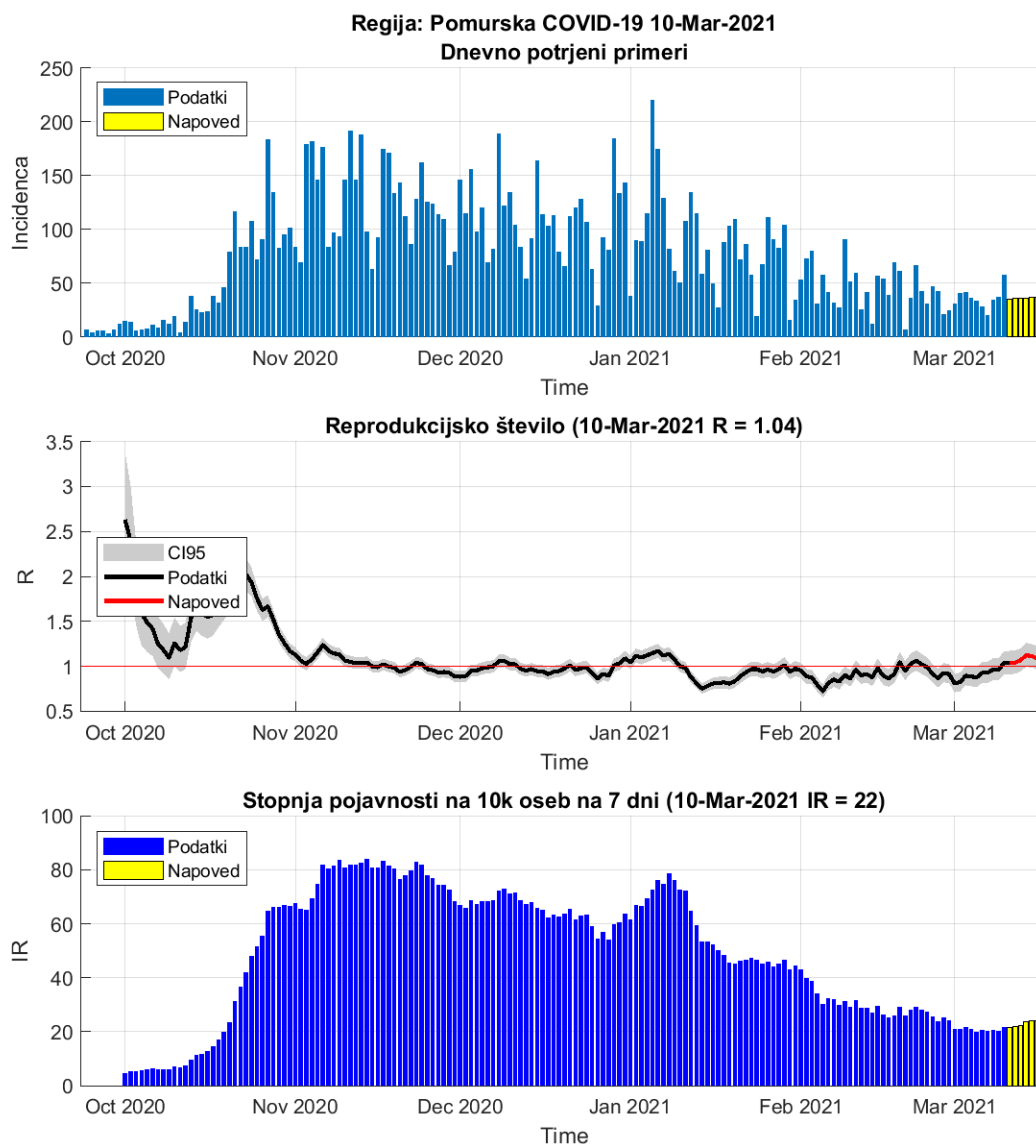 Regija: Pomurska COVID-19 10-Mar-2021
Dnevno potrjeni primeri
250
200
150
100
50
0
Incidenca
Podatki
Napoved
Oct 2020 Nov 2020 Dec 2020 Jan 2021 Feb 2021 Mar 2021
Time
Reprodukcijsko število (10-Mar-2021 R = 1.04)
3.5
3
2.5
2
1.5
1
0.5
R
CI95
Podatki
Napoved
Oct 2020 Nov 2020 Dec 2020 Jan 2021 Feb 2021 Mar 2021
Time
Stopnja pojavnosti na 10k oseb na 7 dni (10-Mar-2021 IR = 22)
100
80
60
40
20
0
IR
Podatki
Napoved
Oct 2020 Nov 2020 Dec 2020 Jan 2021 Feb 2021 Mar 2021
Time